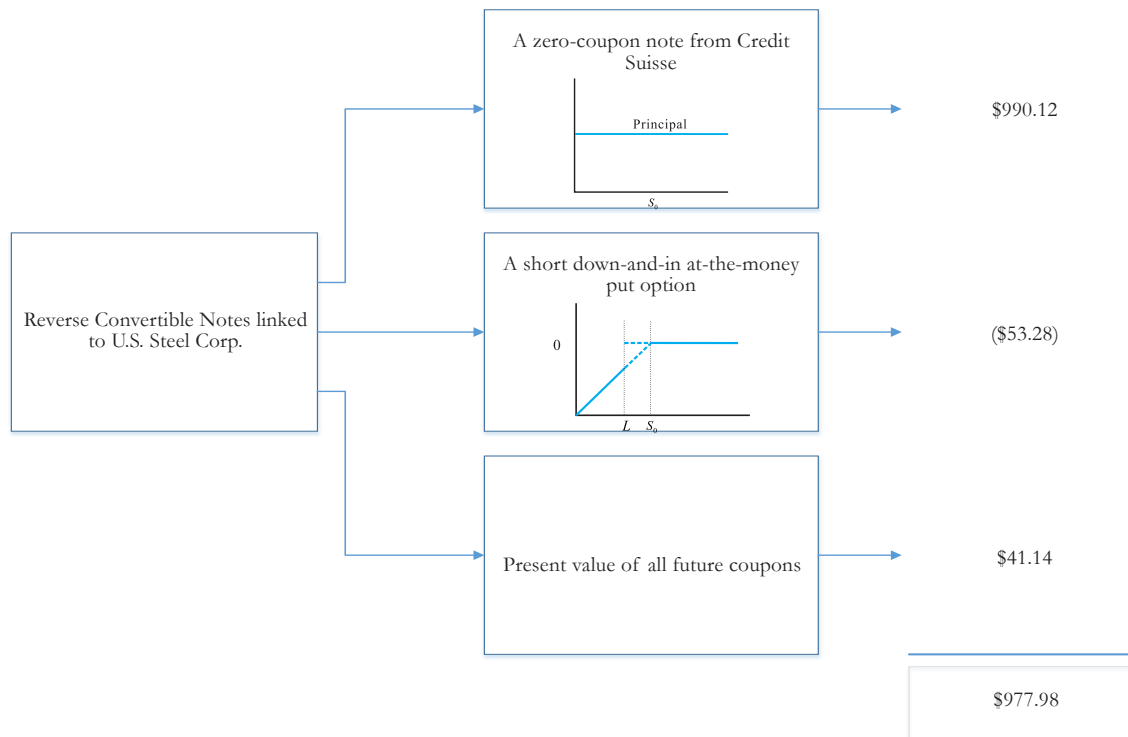 A zero-coupon note from Credit
Suisse
Principal
S₀
$990.12
Reverse Convertible Notes linked
to U.S. Steel Corp.
A short down-and-in at-the-money
put option
0
L S₀
($53.28)
Present value of all future coupons
$41.14
$977.98